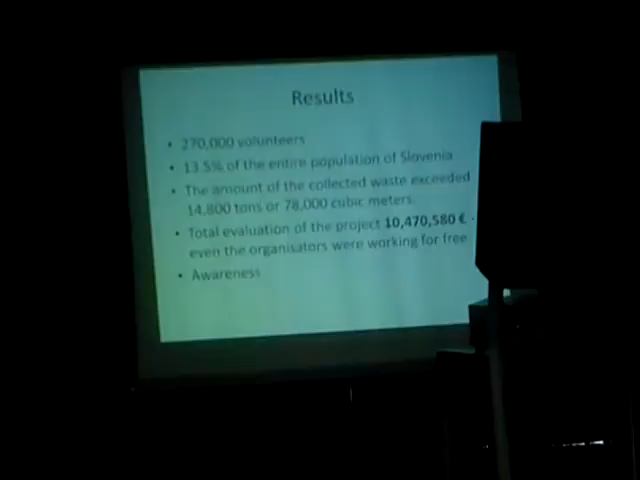 Results
• 270,000 volunteers
• 13.5% of the entire population of Slovenia
• The amount of the collected waste exceeded
14,800 tons or 78,000 cubic meters.
• Total evaluation of the project 10,470,580 € -
even the organisators were working for free
• Awareness